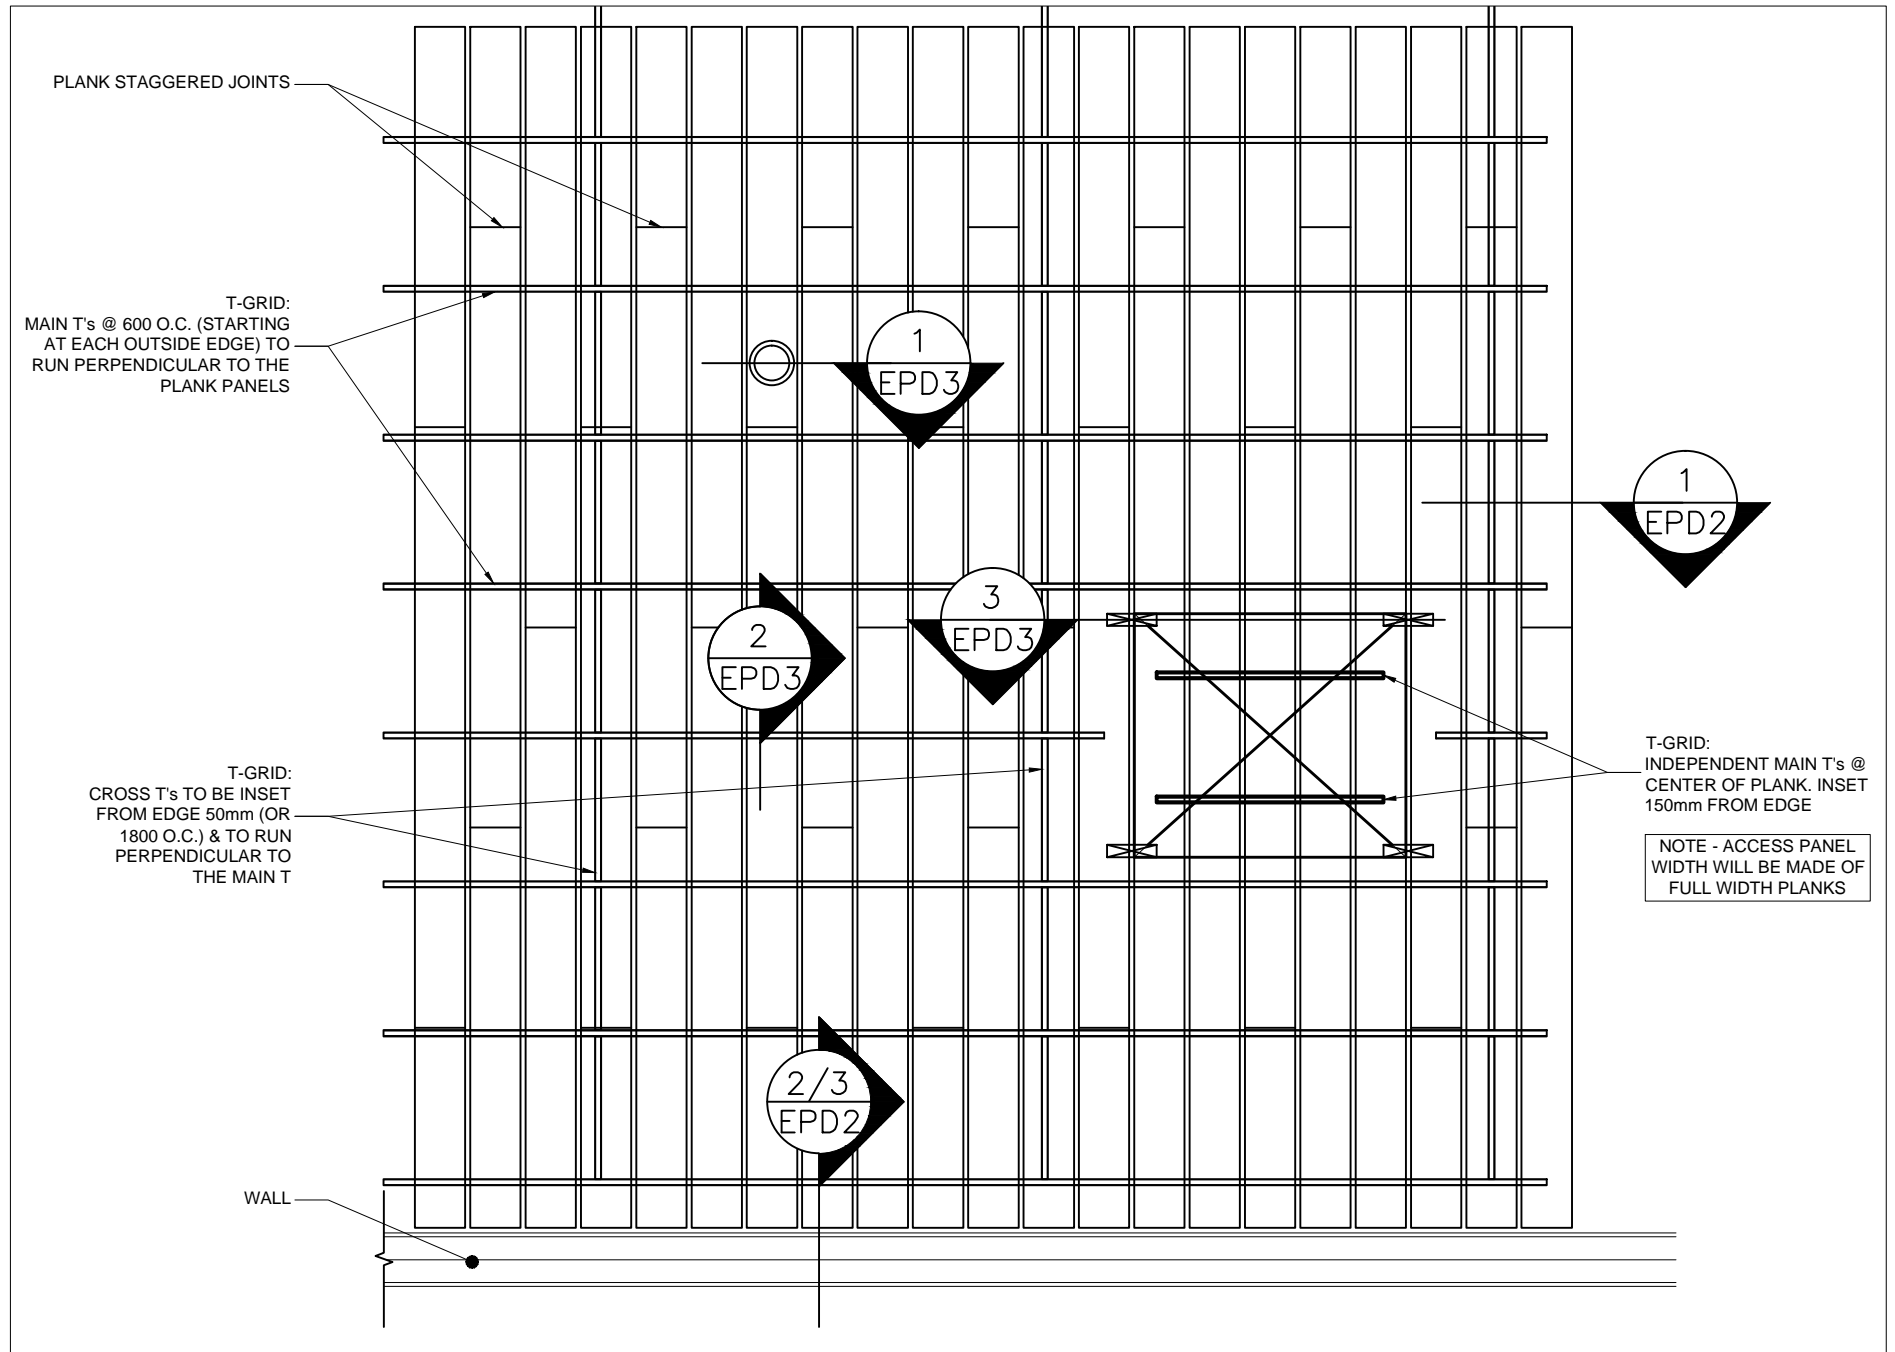 PLANK STAGGERED JOINTS
T-GRID:
MAIN T's @ 600 O.C. (STARTING
AT EACH OUTSIDE EDGE) TO
RUN PERPENDICULAR TO THE
PLANK PANELS
1
EPD3
1
EPD2
2
EPD3
3
EPD3
T-GRID:
CROSS T's TO BE INSET
FROM EDGE 50mm (OR
1800 O.C.) & TO RUN
PERPENDICULAR TO
THE MAIN T
T-GRID:
INDEPENDENT MAIN T's @
CENTER OF PLANK. INSET
150mm FROM EDGE
NOTE - ACCESS PANEL
WIDTH WILL BE MADE OF
FULL WIDTH PLANKS
2/3
EPD2
WALL